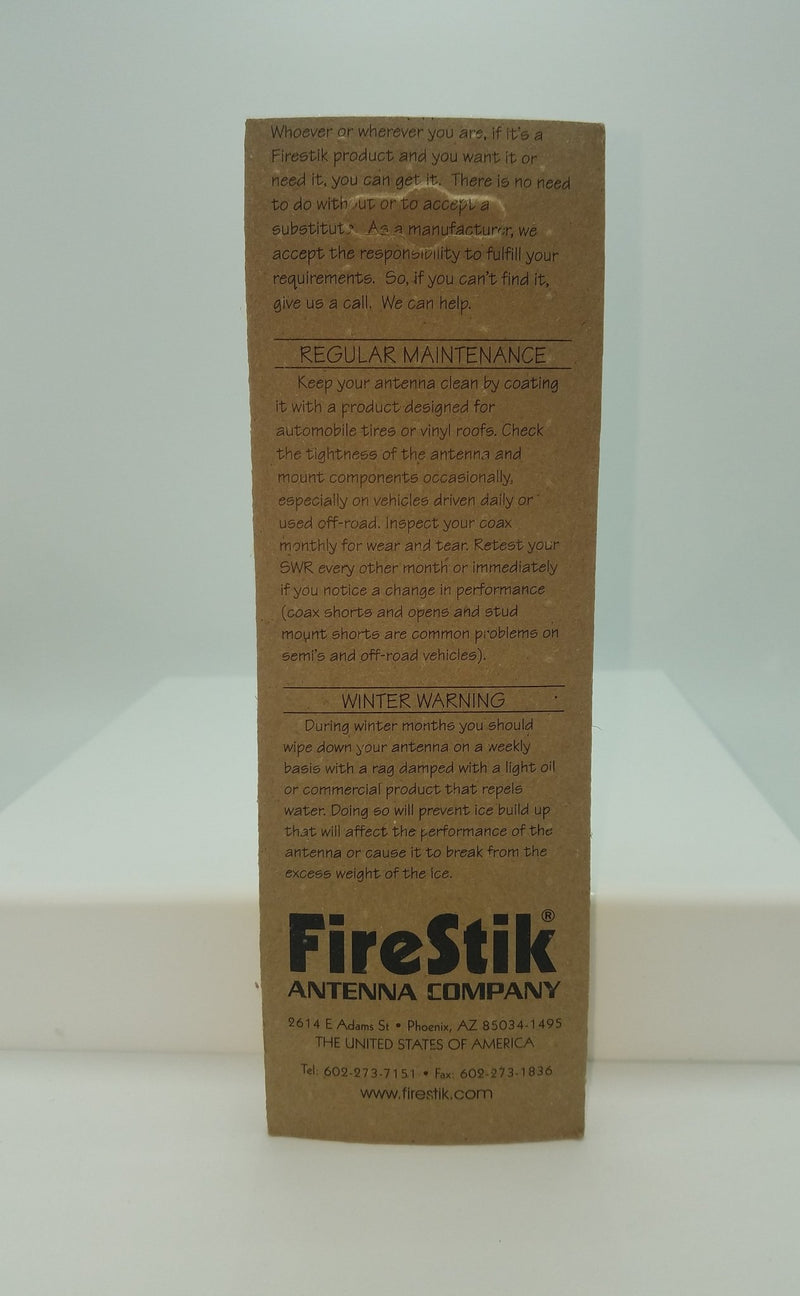 Whoever or wherever you are, if it's a
Firestik product and you want it or
need it, you can get it. There is no need
to do without or to accept a
substitute. As a manufacturer, we
accept the responsibility to fulfill your
requirements. So, if you can't find it,
give us a call. We can help.
REGULAR MAINTENANCE
Keep your antenna clean by coating
it with a product designed for
automobile tires or vinyl roofs. Check
the tightness of the antenna and
mount components occasionally,
especially on vehicles driven daily or
used off-road. Inspect your coax
monthly for wear and tear. Retest your
SWR every other month or immediately
if you notice a change in performance
(coax shorts and opens and stud
mount shorts are common problems on
semi's and off-road vehicles).
WINTER WARNING
During winter months you should
wipe down your antenna on a weekly
basis with a rag damped with a light oil
or commercial product that repels
water. Doing so will prevent ice build up
that will affect the performance of the
antenna or cause it to break from the
excess weight of the ice.
FireStik®
ANTENNA COMPANY
2614 E Adams St • Phoenix, AZ 85034-1495
THE UNITED STATES OF AMERICA
Tel: 602-273-7151 • Fax: 602-273-1836
www.firestik.com